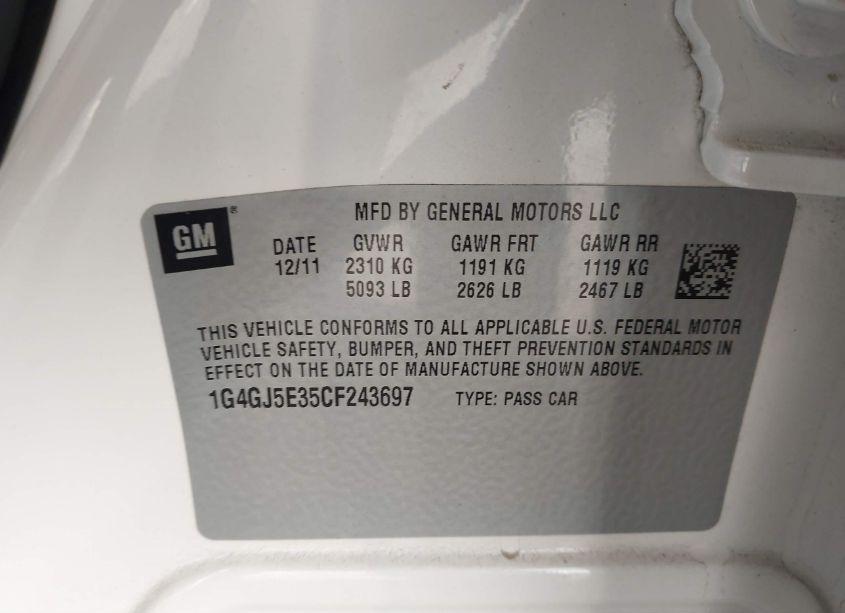 GM®
MFD BY GENERAL MOTORS LLC
DATE GVWR GAWR FRT GAWR RR
12/11 2310 KG 1191 KG 1119 KG
5093 LB 2626 LB 2467 LB
THIS VEHICLE CONFORMS TO ALL APPLICABLE U.S. FEDERAL MOTOR
VEHICLE SAFETY, BUMPER, AND THEFT PREVENTION STANDARDS IN
EFFECT ON THE DATE OF MANUFACTURE SHOWN ABOVE.
1G4GJ5E35CF243697 TYPE: PASS CAR